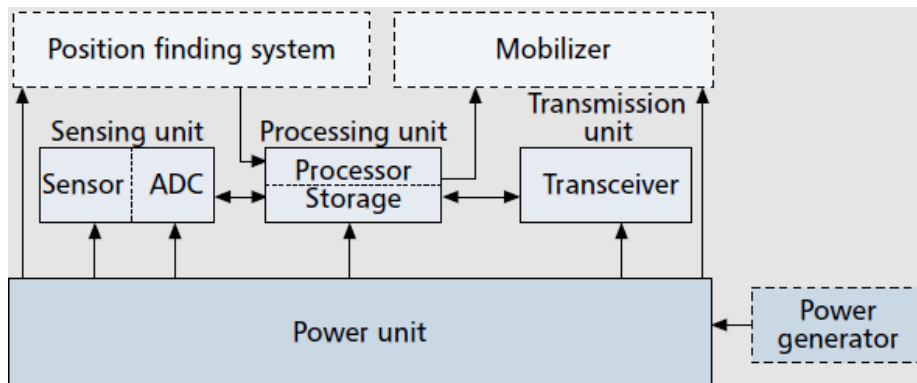 Position finding system
Mobilizer
Sensing unit
Processing unit
Transmission
unit
Sensor
ADC
Processor
Storage
Transceiver
Power unit
Power
generator